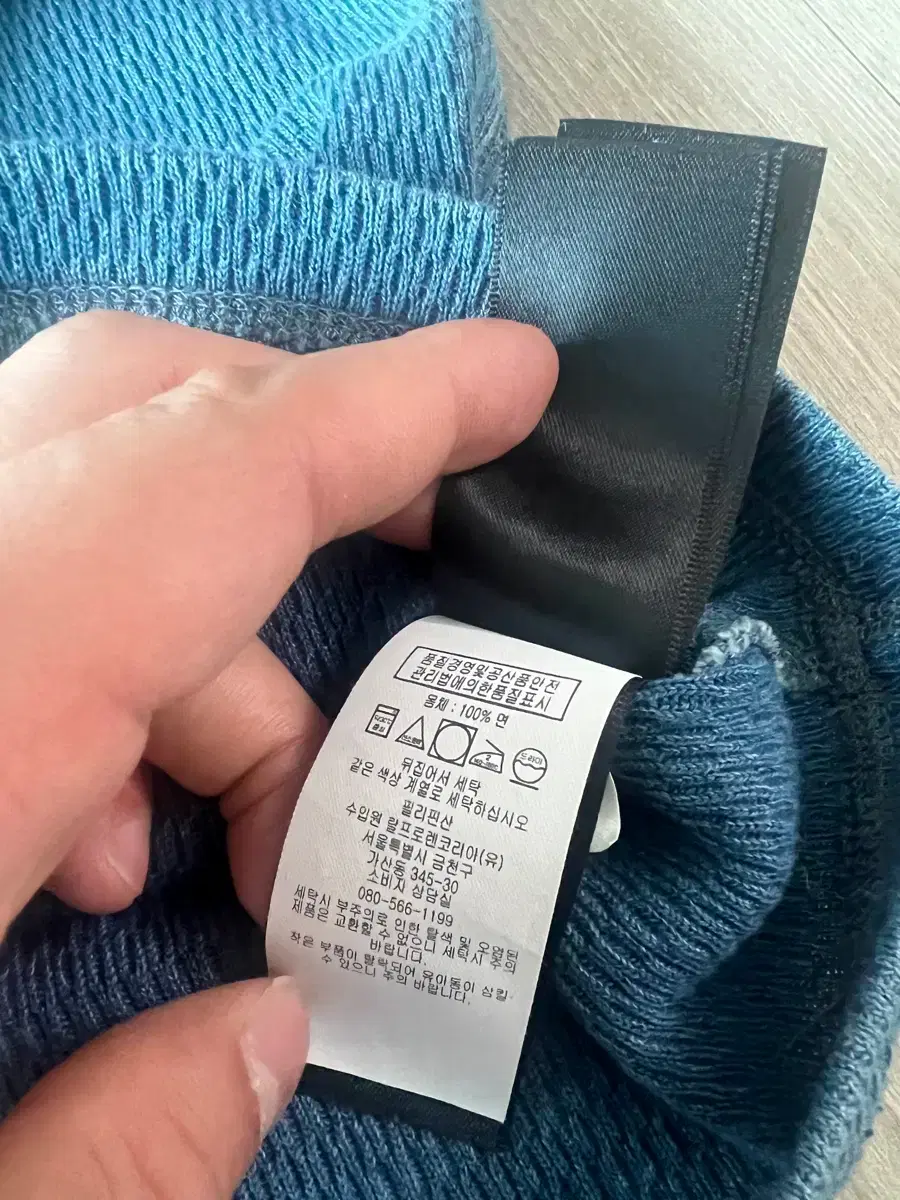 품질경영및공산품안전
관리법에의한품질표시
몸체 : 100% 면
드라이
뒤집어서 세탁
같은 색상 계열로 세탁하십시오
필리핀산
수입원 랄프로렌코리아(유)
서울특별시 금천구
가산동 345-30
소비자 상담실
080-566-1199
세탁시 부주의로 인한 탈색 및 오염된
제품은 교환할 수 없으니 세탁시 주의
바랍니다.
작은 부품이 탈락되어 유아동이 삼킬
수 있으니 주의 바랍니다.